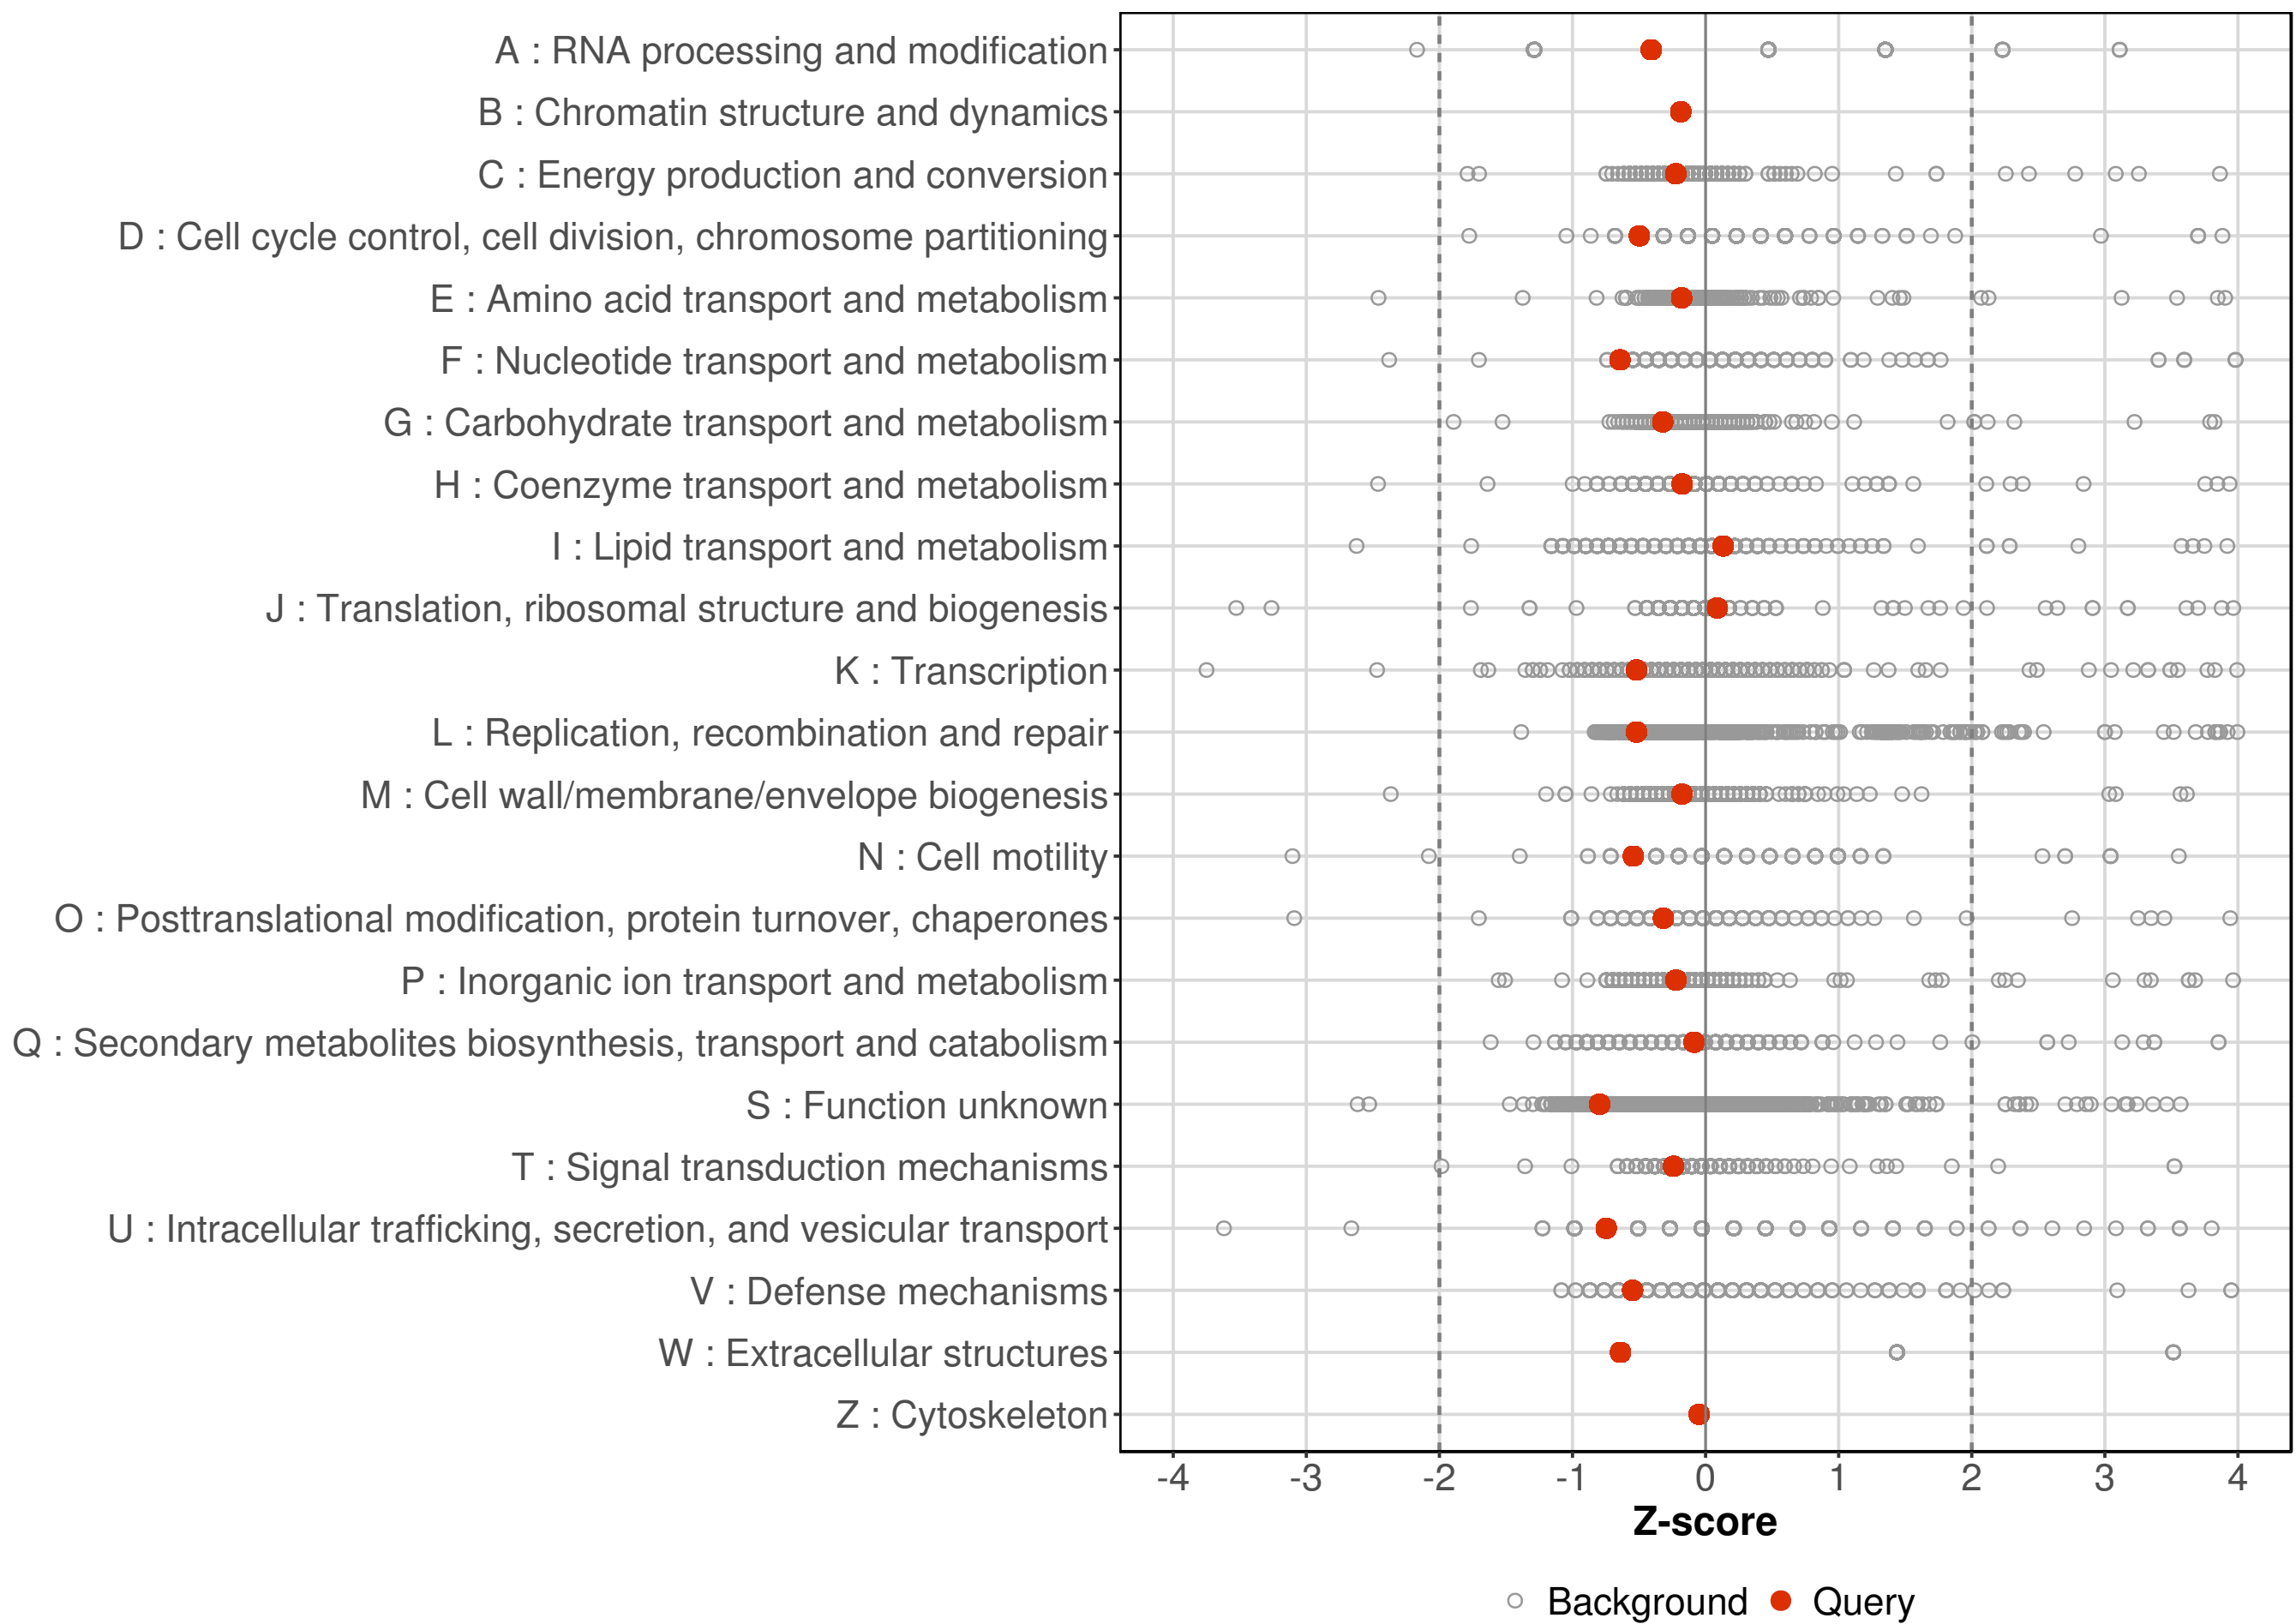 A : RNA processing and modification
B : Chromatin structure and dynamics
C : Energy production and conversion
D : Cell cycle control, cell division, chromosome partitioning
E : Amino acid transport and metabolism
F : Nucleotide transport and metabolism
G : Carbohydrate transport and metabolism
H : Coenzyme transport and metabolism
I : Lipid transport and metabolism
J : Translation, ribosomal structure and biogenesis
K : Transcription
L : Replication, recombination and repair
M : Cell wall/membrane/envelope biogenesis
N : Cell motility
O : Posttranslational modification, protein turnover, chaperones
P : Inorganic ion transport and metabolism
Q : Secondary metabolites biosynthesis, transport and catabolism
S : Function unknown
T : Signal transduction mechanisms
U : Intracellular trafficking, secretion, and vesicular transport
V : Defense mechanisms
W : Extracellular structures
Z : Cytoskeleton
-4 -3 -2 -1 0 1 2 3 4
Z-score
Background Query